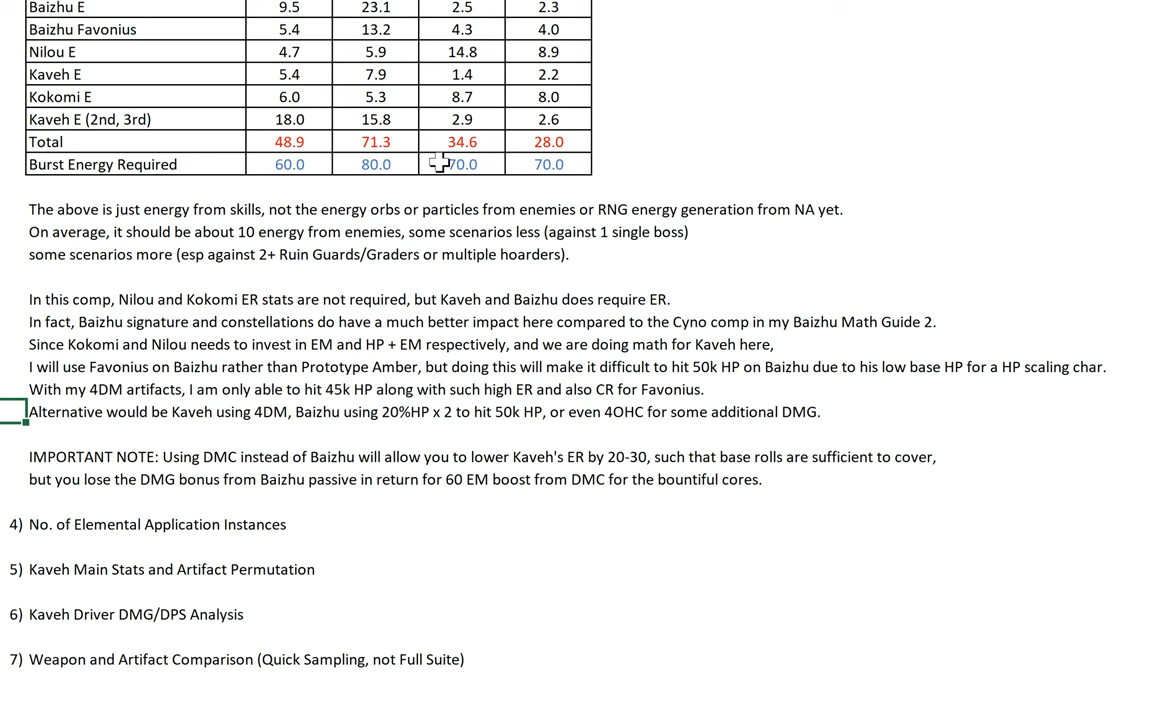 Baizhu E 9.5 23.1 2.5 2.3
Baizhu Favonius 5.4 13.2 4.3 4.0
Nilou E 4.7 5.9 14.8 8.9
Kaveh E 5.4 7.9 1.4 2.2
Kokomi E 6.0 5.3 8.7 8.0
Kaveh E (2nd, 3rd) 18.0 15.8 2.9 2.6
Total 48.9 71.3 34.6 28.0
Burst Energy Required 60.0 80.0 70.0 70.0
The above is just energy from skills, not the energy orbs or particles from enemies or RNG energy generation from NA yet.
On average, it should be about 10 energy from enemies, some scenarios less (against 1 single boss)
some scenarios more (esp against 2+ Ruin Guards/Graders or multiple hoarders).
In this comp, Nilou and Kokomi ER stats are not required, but Kaveh and Baizhu does require ER.
In fact, Baizhu signature and constellations do have a much better impact here compared to the Cyno comp in my Baizhu Math Guide 2.
Since Kokomi and Nilou needs to invest in EM and HP + EM respectively, and we are doing math for Kaveh here,
I will use Favonius on Baizhu rather than Prototype Amber, but doing this will make it difficult to hit 50k HP on Baizhu due to his low base HP for a HP scaling char.
With my 4DM artifacts, I am only able to hit 45k HP along with such high ER and also CR for Favonius.
Alternative would be Kaveh using 4DM, Baizhu using 20%HP x 2 to hit 50k HP, or even 4OHC for some additional DMG.
IMPORTANT NOTE: Using DMC instead of Baizhu will allow you to lower Kaveh's ER by 20-30, such that base rolls are sufficient to cover,
but you lose the DMG bonus from Baizhu passive in return for 60 EM boost from DMC for the bountiful cores.
4) No. of Elemental Application Instances
5) Kaveh Main Stats and Artifact Permutation
6) Kaveh Driver DMG/DPS Analysis
7) Weapon and Artifact Comparison (Quick Sampling, not Full Suite)